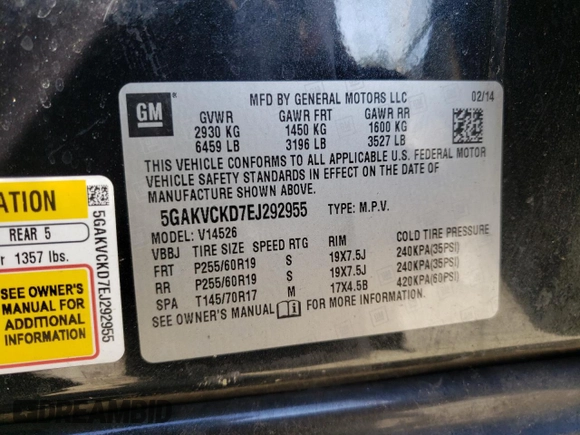 GM
®
MFD BY GENERAL MOTORS LLC 02/14
GVWR GAWR FRT GAWR RR
2930 KG 1450 KG 1600 KG
6459 LB 3196 LB 3527 LB
THIS VEHICLE CONFORMS TO ALL APPLICABLE U.S. FEDERAL MOTOR
VEHICLE SAFETY STANDARDS IN EFFECT ON THE DATE OF
MANUFACTURE SHOWN ABOVE.
5GAKVCKD7EJ292955 TYPE: M.P.V.
MODEL: V14526
VBBJ TIRE SIZE SPEED RTG RIM COLD TIRE PRESSURE
FRT P255/60R19 S 19X7.5J 240KPA(35PSI)
RR P255/60R19 S 19X7.5J 240KPA(35PSI)
SPA T145/70R17 M 17X4.5B 420KPA(60PSI)
SEE OWNER'S MANUAL FOR MORE INFORMATION.
ATION
REAR 5
r 1357 lbs.
SEE OWNER'S
MANUAL FOR
ADDITIONAL
INFORMATION
5GAKVCKD7EJ292955
DREAMBID